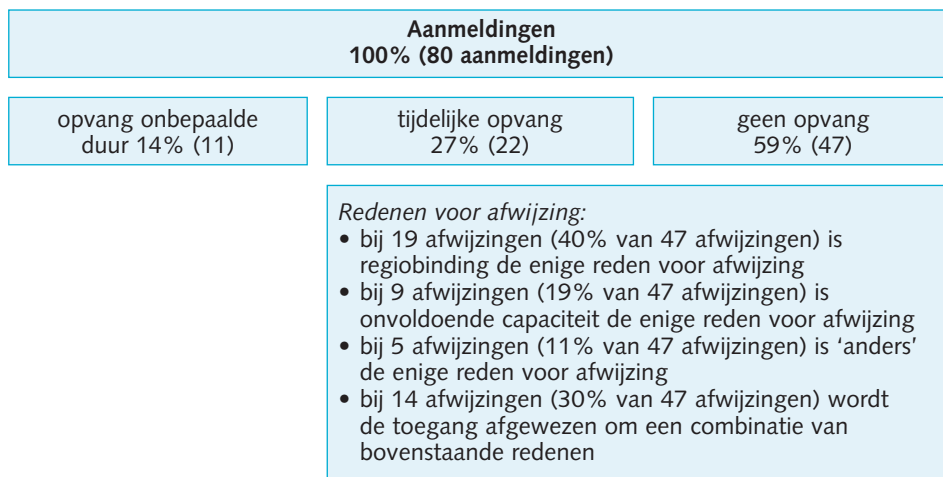 Aanmeldingen
100% (80 aanmeldingen)
opvang onbepaalde
duur 14% (11)
tijdelijke opvang
27% (22)
geen opvang
59% (47)
Redenen voor afwijzing:
• bij 19 afwijzingen (40% van 47 afwijzingen) is
regiobinding de enige reden voor afwijzing
• bij 9 afwijzingen (19% van 47 afwijzingen) is
onvoldoende capaciteit de enige reden voor afwijzing
• bij 5 afwijzingen (11% van 47 afwijzingen) is ‘anders’
de enige reden voor afwijzing
• bij 14 afwijzingen (30% van 47 afwijzingen) wordt
de toegang afgewezen om een combinatie van
bovenstaande redenen